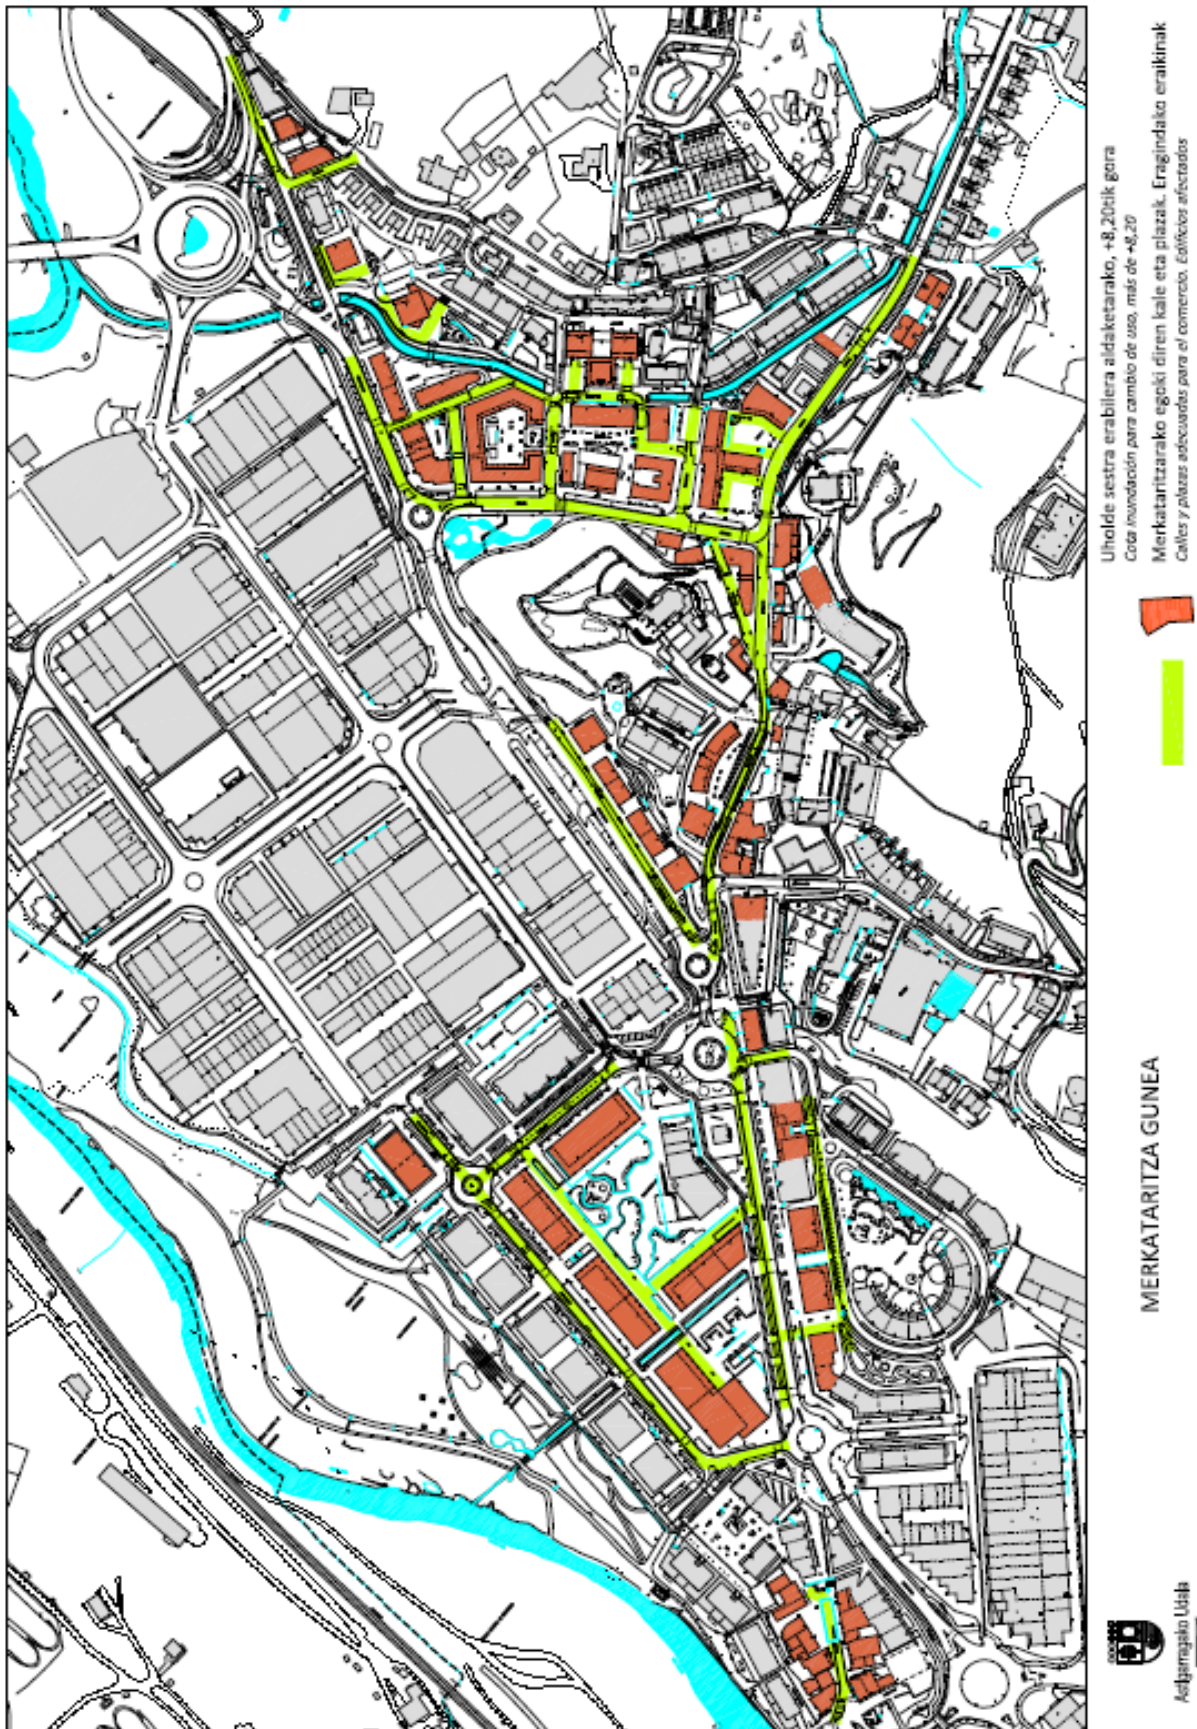 Uholde sestra erabilera aldaketarako, +8,20tik gora
Cota inundación para cambio de uso, más de +8,20
Merkataritzarako egoki diren kale eta plazak. Eragindako eraikinak
Calles y plazas adecuadas para el comercio. Edificios afectados
MERKATARITZA GUNEA
Astigarragako Udala